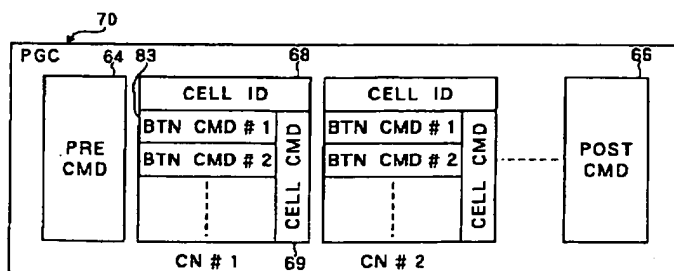 70
PGC 64 83 68 66
CELL ID CELL ID
BTN CMD # 1 BTN CMD # 1
BTN CMD # 2 BTN CMD # 2
PRE CMD
CELL CMD
CELL CMD
POST CMD
CN # 1 69 CN # 2